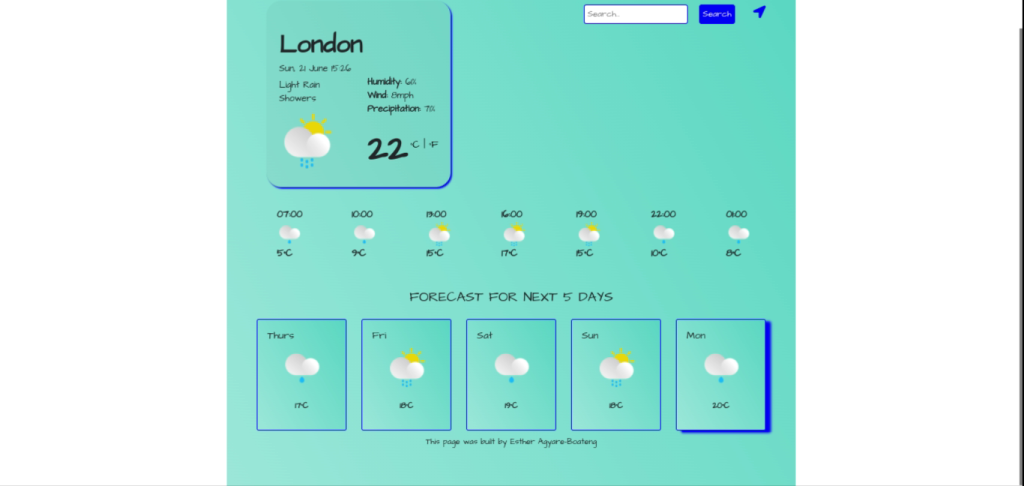 Search...
Search
London
Sun, 21 June 15:26
Light Rain
Showers
Humidity: 60%
Wind: 8mph
Precipitation: 70%
22 °C | °F
07:00 10:00 13:00 16:00 19:00 22:00 01:00
5°C 9°C 15°C 17°C 15°C 10°C 8°C
FORECAST FOR NEXT 5 DAYS
Thurs Fri Sat Sun Mon
17°C 18°C 19°C 18°C 20°C
This page was built by Esther Agyare-Boateng